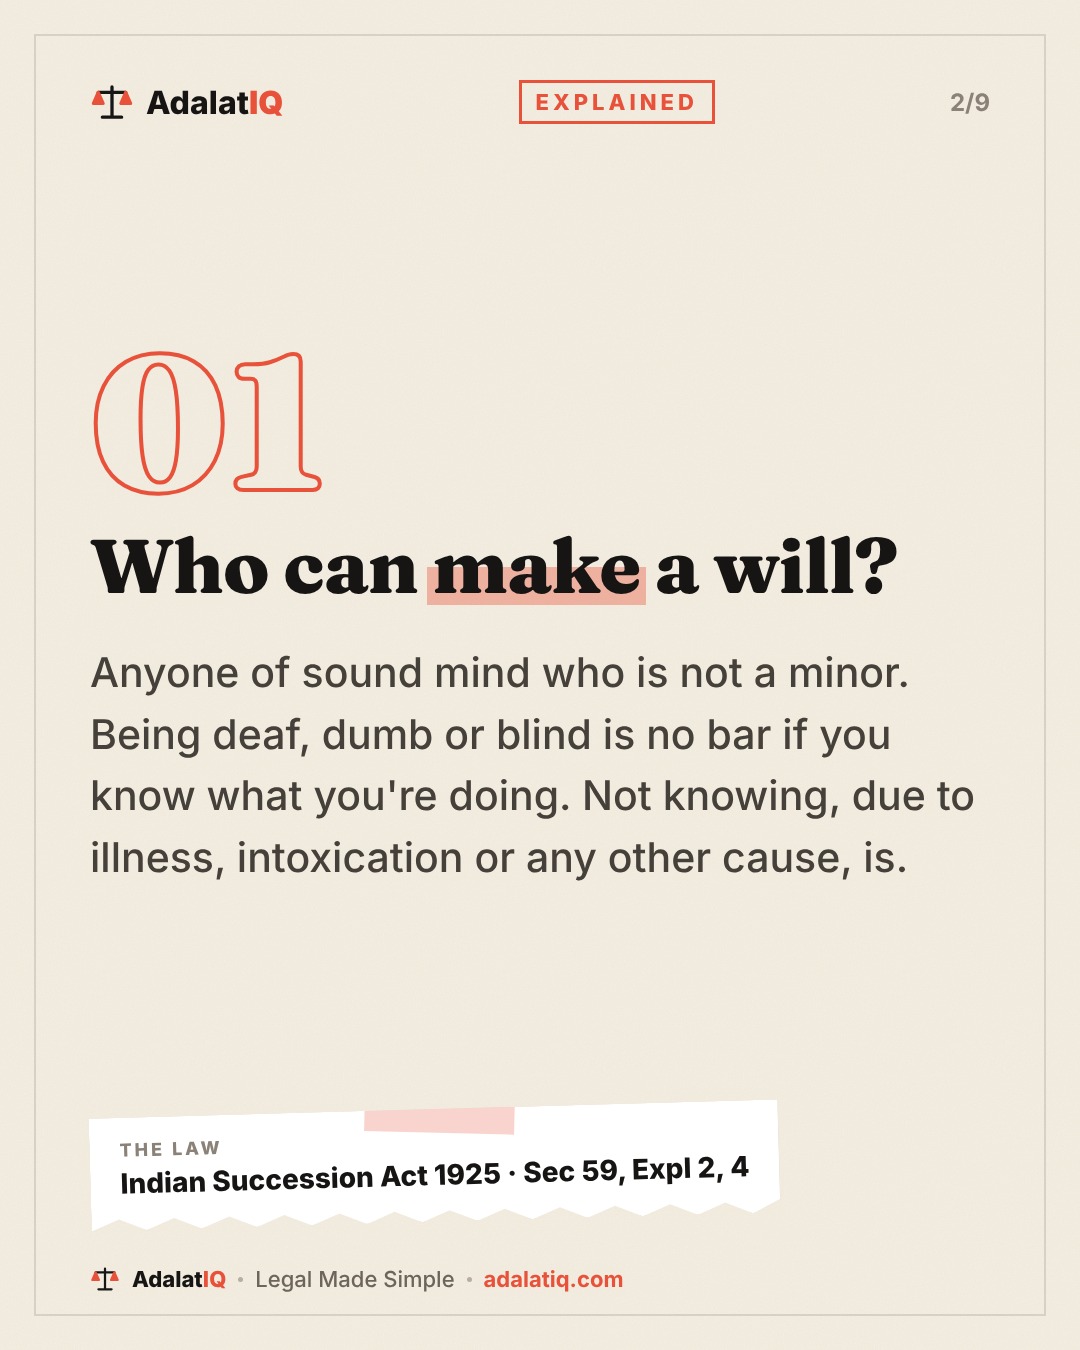 AdalatIQ
EXPLAINED
2/9
01
Who can make a will?
Anyone of sound mind who is not a minor.
Being deaf, dumb or blind is no bar if you
know what you're doing. Not knowing, due to
illness, intoxication or any other cause, is.
THE LAW
Indian Succession Act 1925 · Sec 59, Expl 2, 4
AdalatIQ • Legal Made Simple • adalatiq.com